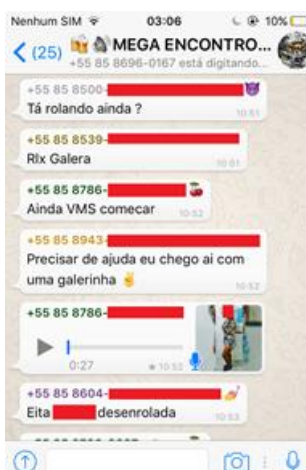 Nenhum SIM 03:06 10%
(25) MEGA ENCONTRO...
+55 85 8696-0167 está digitando...
+55 85 8500-
Tá rolando ainda ?
10:51
+55 85 8539-
Rlx Galera
10:51
+55 85 8786-
Ainda VMS comecar
10:52
+55 85 8943-
Precisar de ajuda eu chego ai com
uma galerinha
10:52
+55 85 8786-
0:27 10:52
+55 85 8604-
Eita desenrolada
10:53